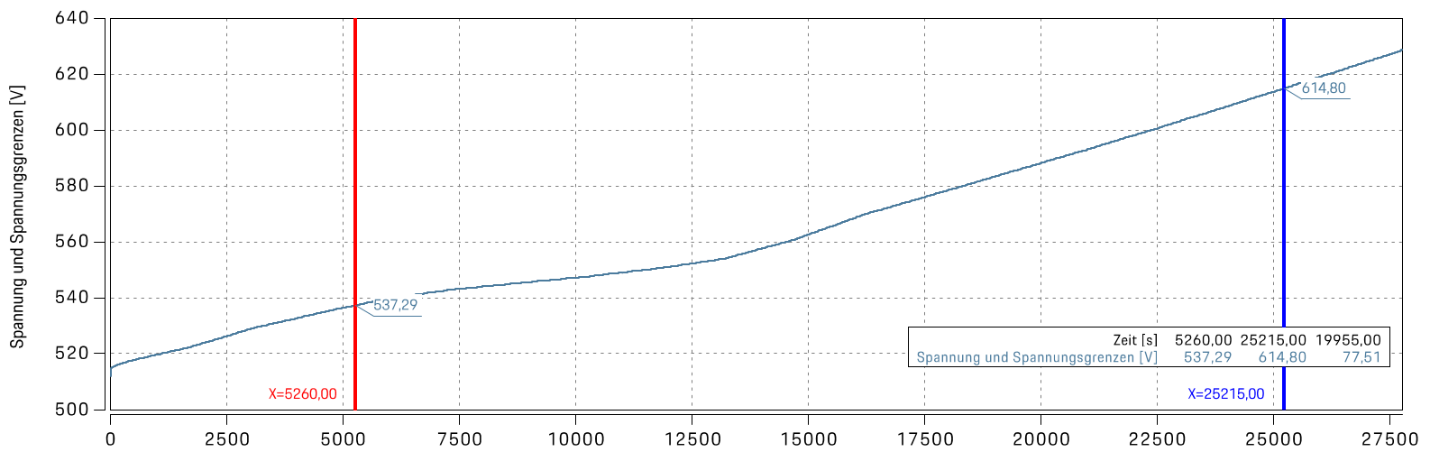 Spannung und Spannungsgrenzen [V]
640
620
600
580
560
540
520
500
614,80
537,29
Zeit [s] 5260,00 25215,00 19955,00
Spannung und Spannungsgrenzen [V] 537,29 614,80 77,51
X=5260,00 X=25215,00
0 2500 5000 7500 10000 12500 15000 17500 20000 22500 25000 27500